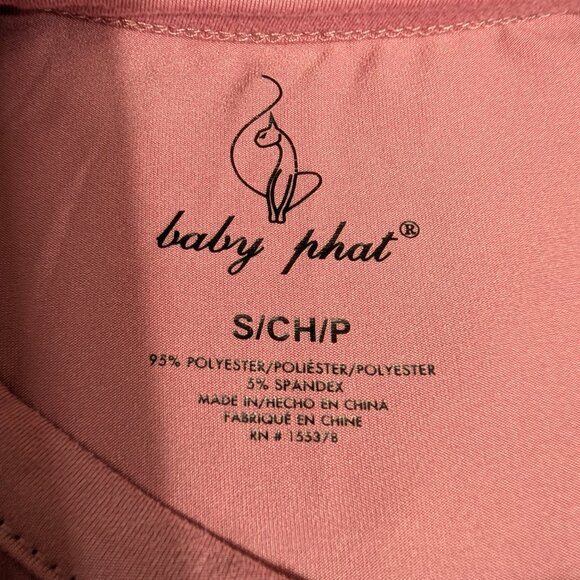 baby phat®
S/CH/P
95% POLYESTER/POLIÉSTER/POLYESTER
5% SPANDEX
MADE IN/HECHO EN CHINA
FABRIQUÉ EN CHINE
RN # 155378